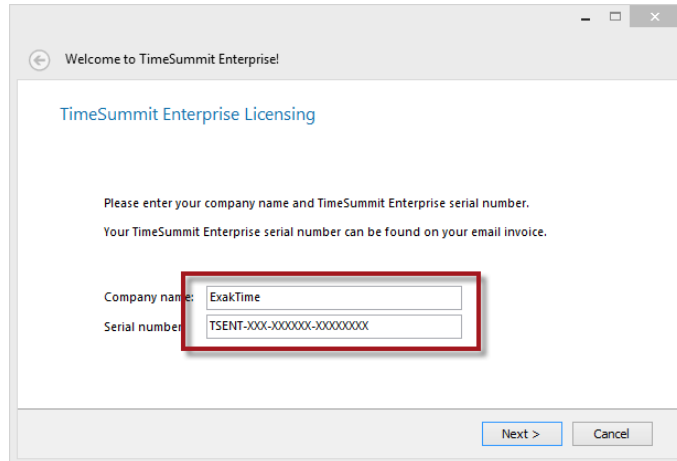 Welcome to TimeSummit Enterprise!
TimeSummit Enterprise Licensing
Please enter your company name and TimeSummit Enterprise serial number.
Your TimeSummit Enterprise serial number can be found on your email invoice.
Company name: ExakTime
Serial number TSENT-XXX-XXXXXX-XXXXXXXX
Next > Cancel